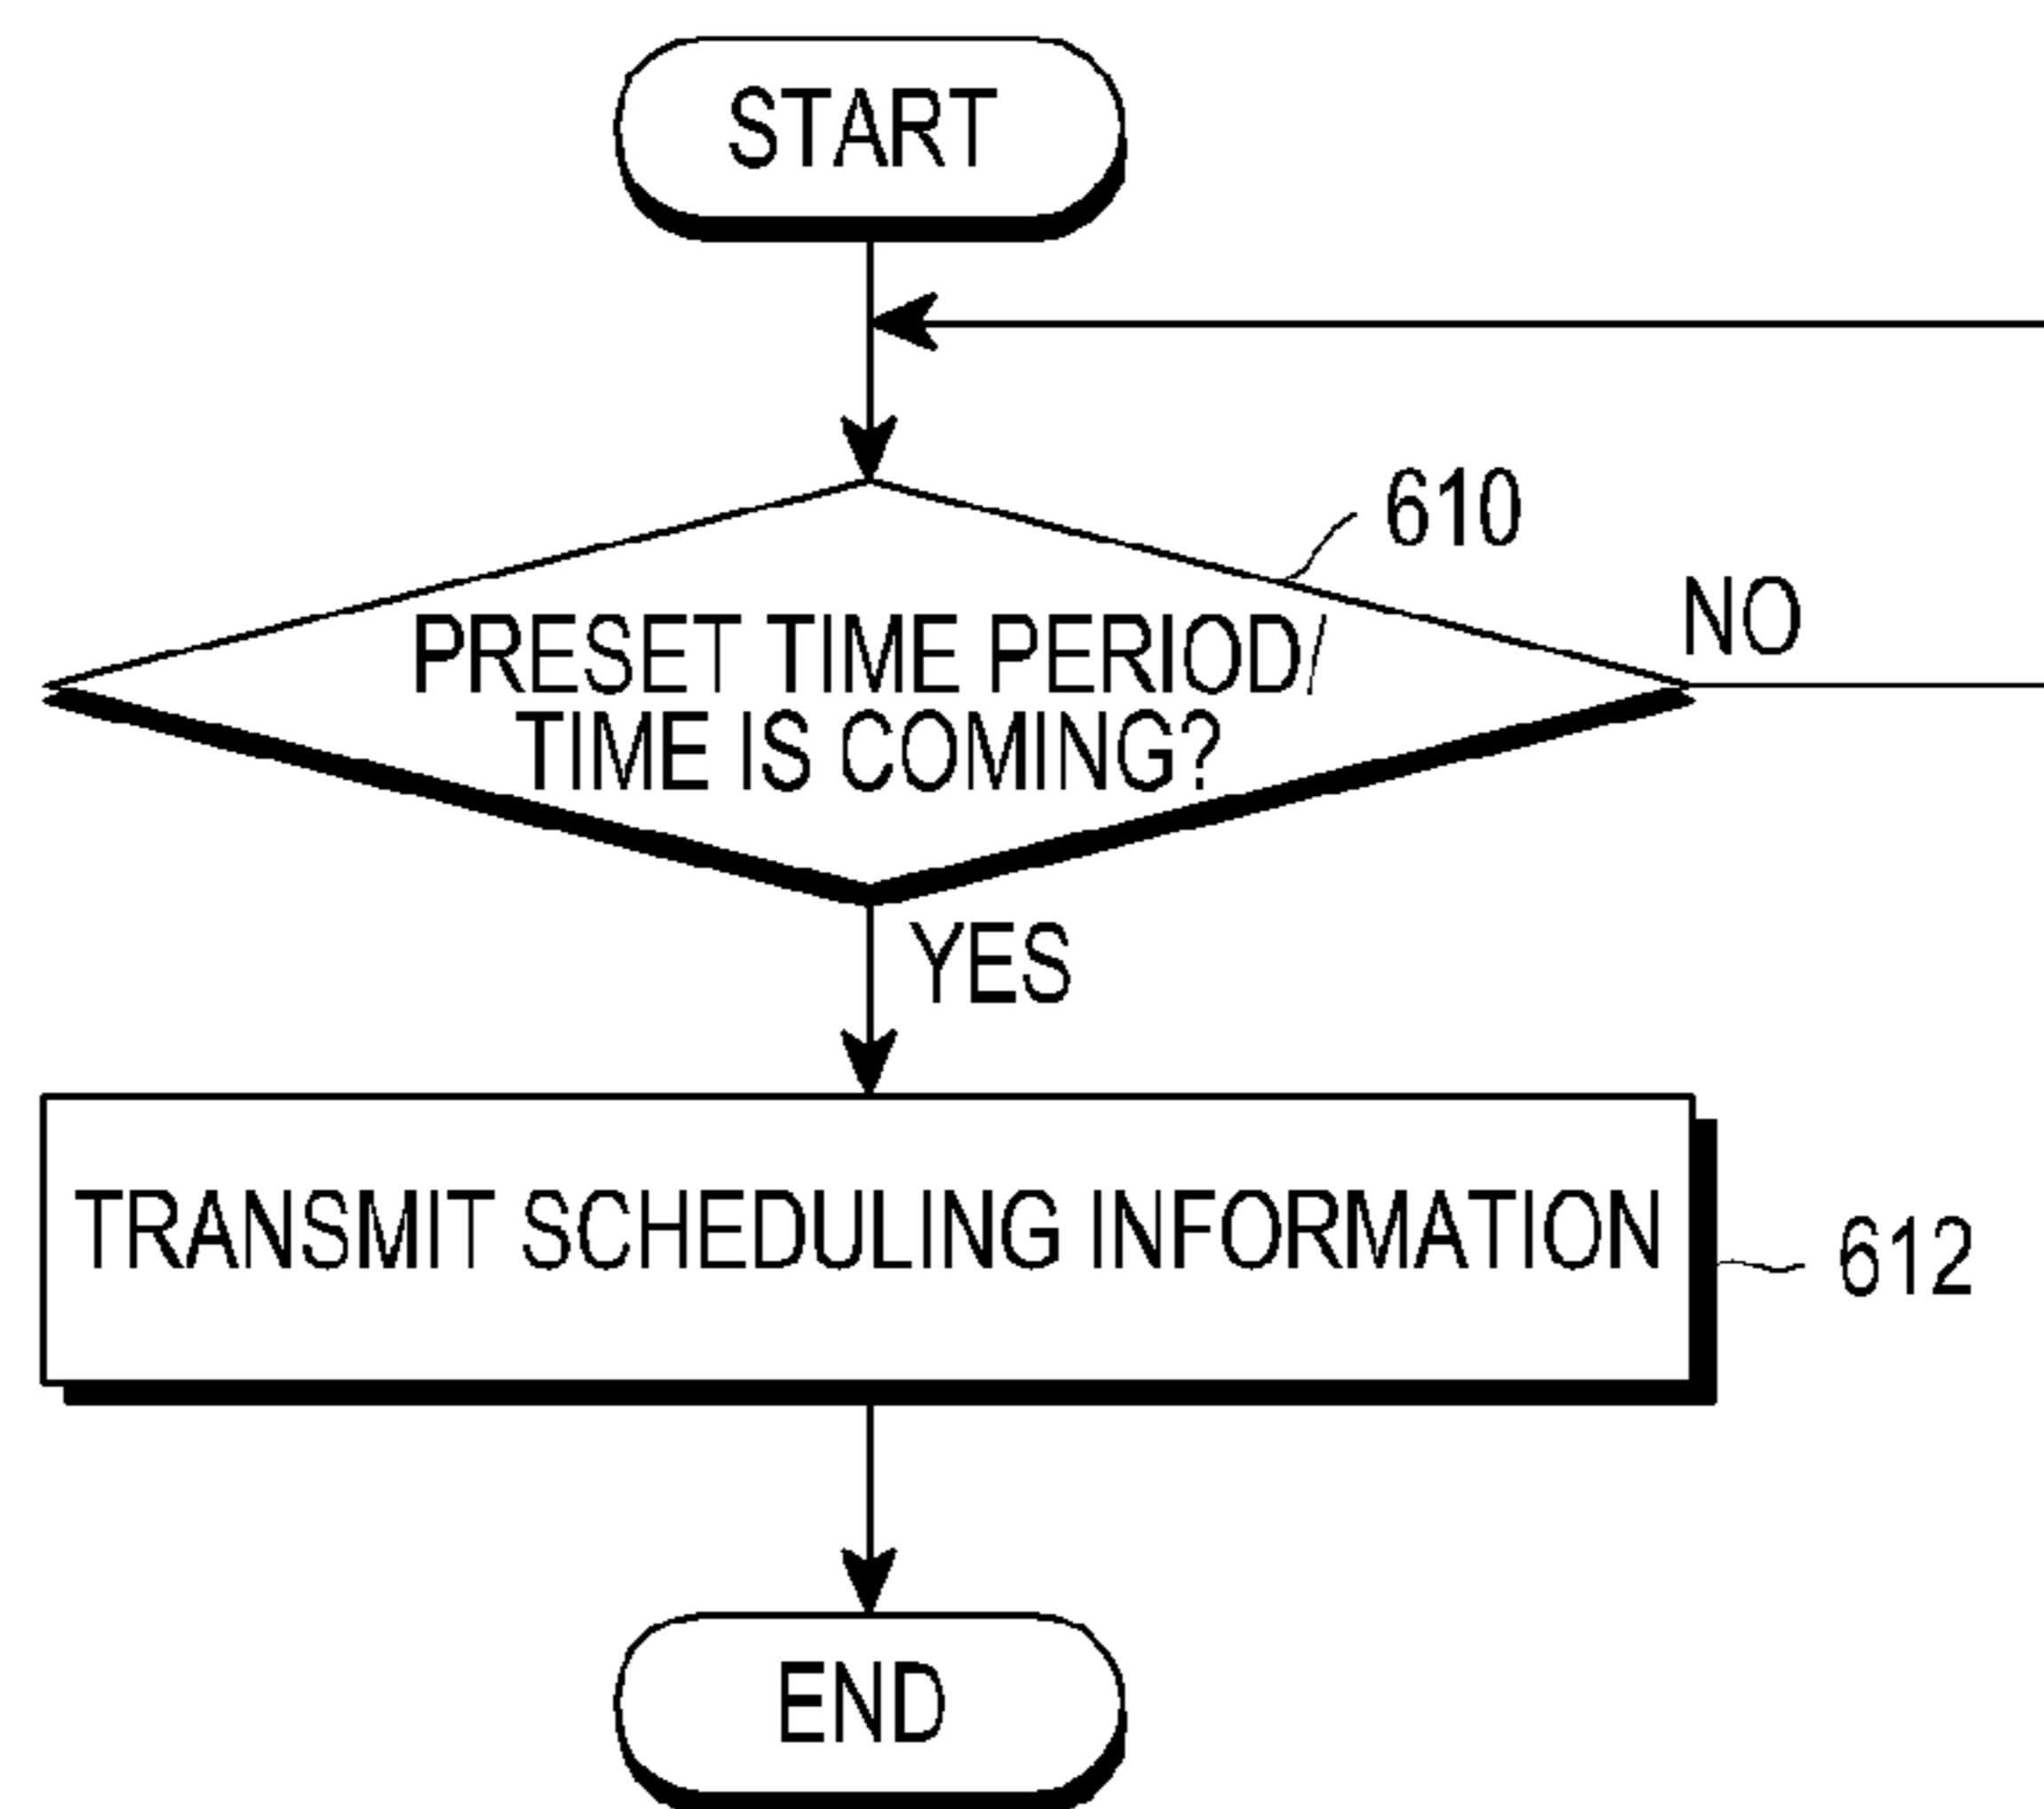 START
610
NO
PRESET TIME PERIOD/
TIME IS COMING?
YES
TRANSMIT SCHEDULING INFORMATION
612
END